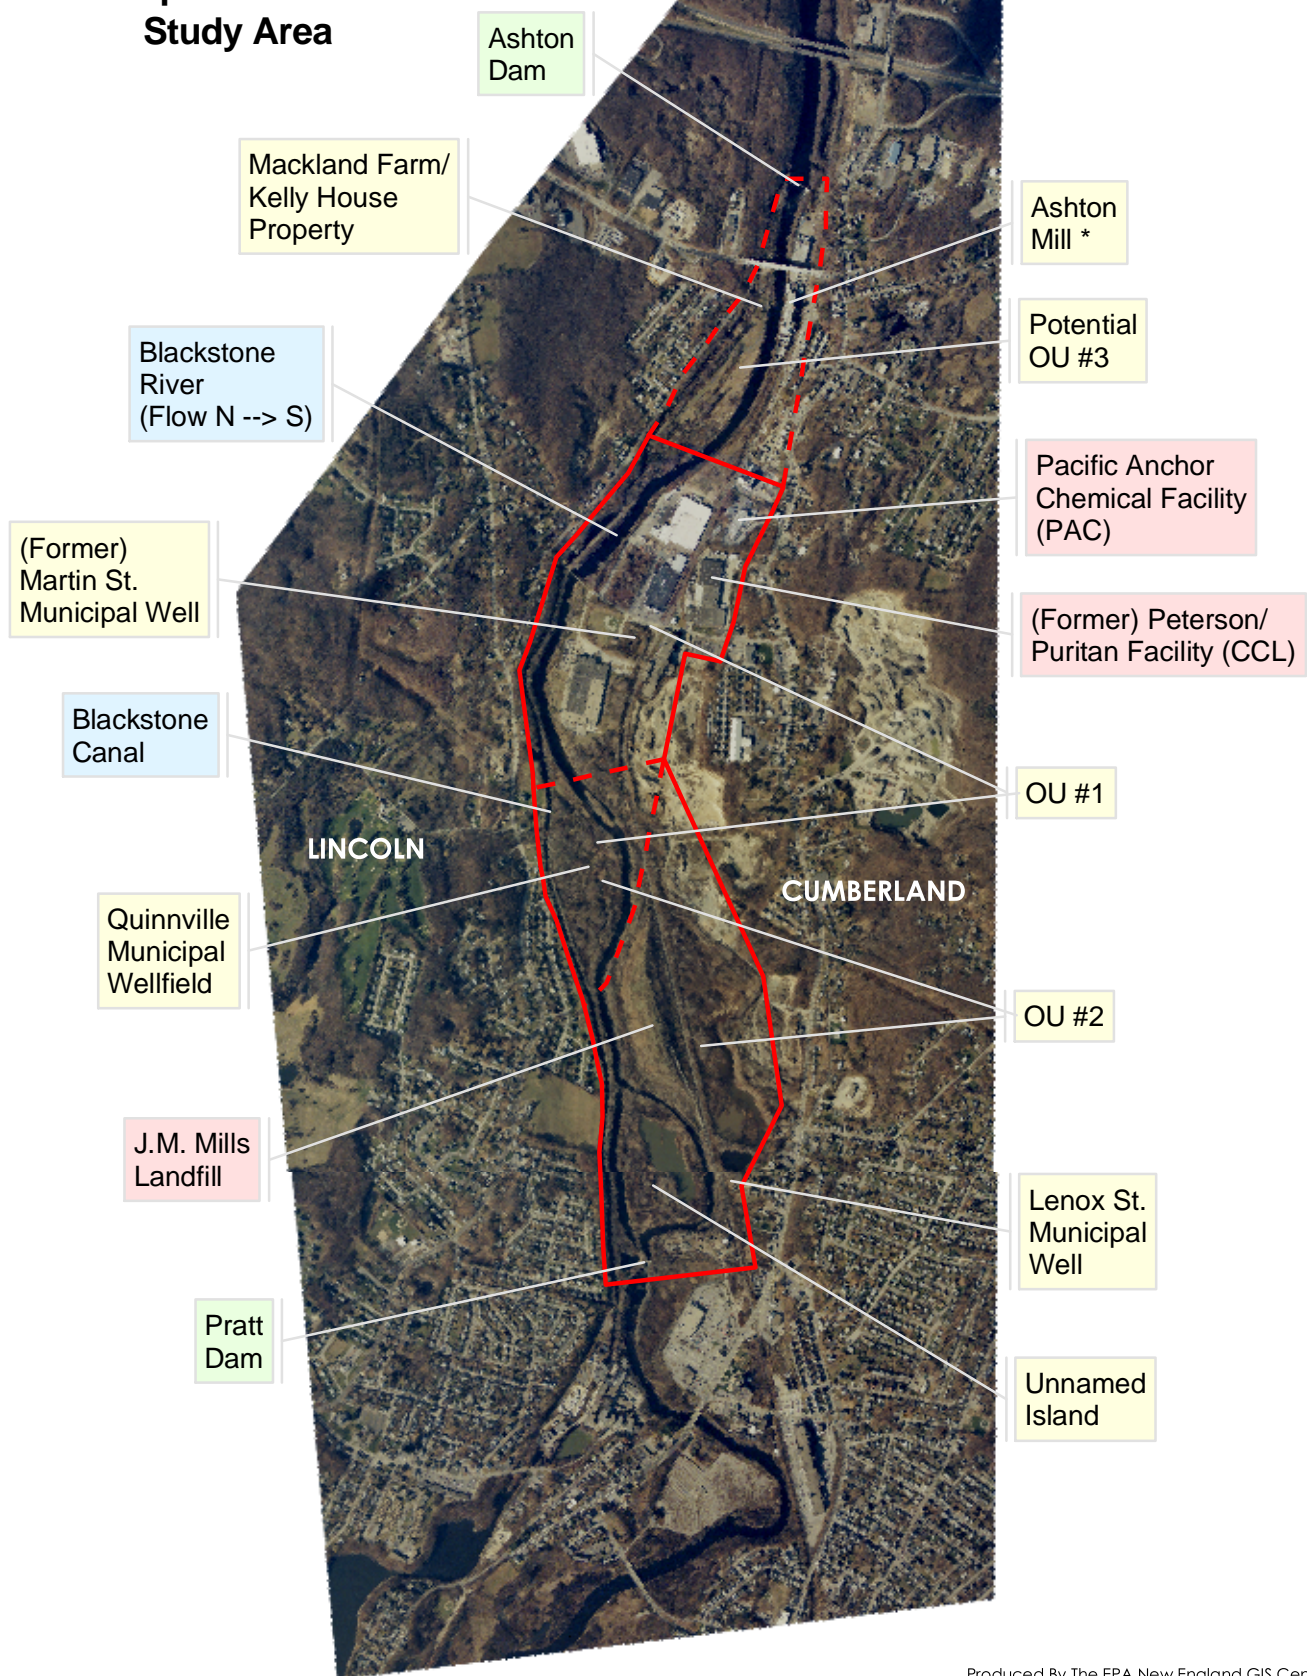 Study Area
Ashton
Dam
Mackland Farm/
Kelly House
Property
Ashton
Mill *
Potential
OU #3
Blackstone
River
(Flow N --> S)
Pacific Anchor
Chemical Facility
(PAC)
(Former)
Martin St.
Municipal Well
(Former) Peterson/
Puritan Facility (CCL)
Blackstone
Canal
OU #1
LINCOLN
CUMBERLAND
Quinnville
Municipal
Wellfield
OU #2
J.M. Mills
Landfill
Lenox St.
Municipal
Well
Pratt
Dam
Unnamed
Island
Produced By The EPA New England GIS